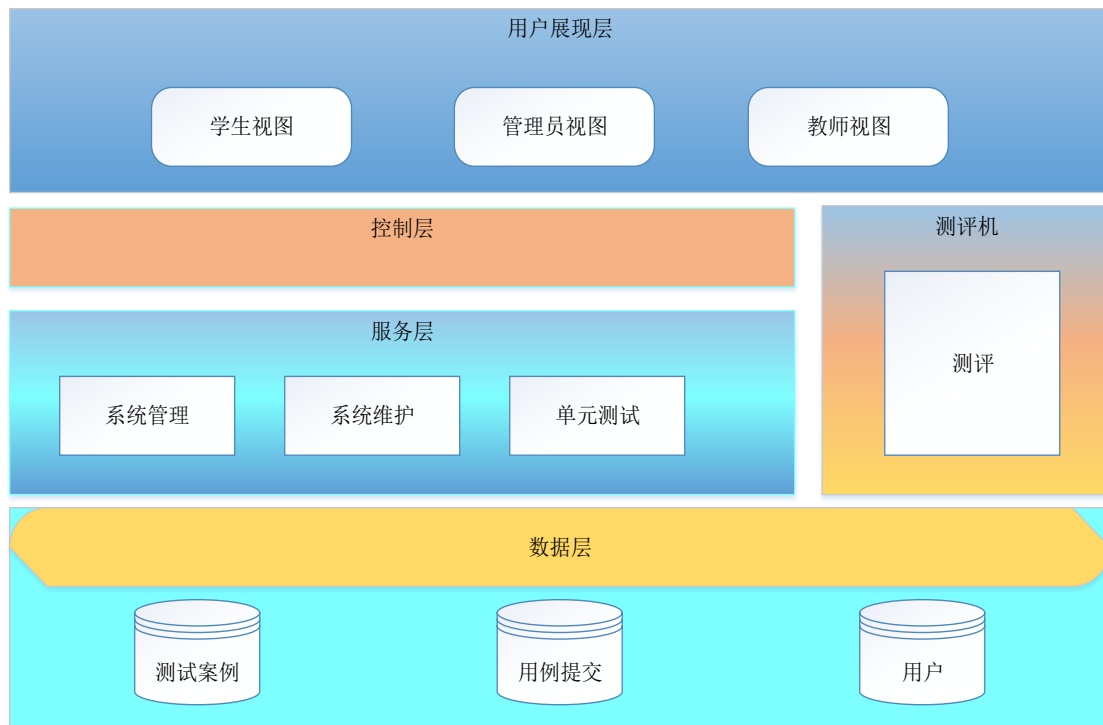 用户展现层
学生视图
管理员视图
教师视图
控制层
测评机
服务层
测评
系统管理
系统维护
单元测试
数据层
测试案例
用例提交
用户